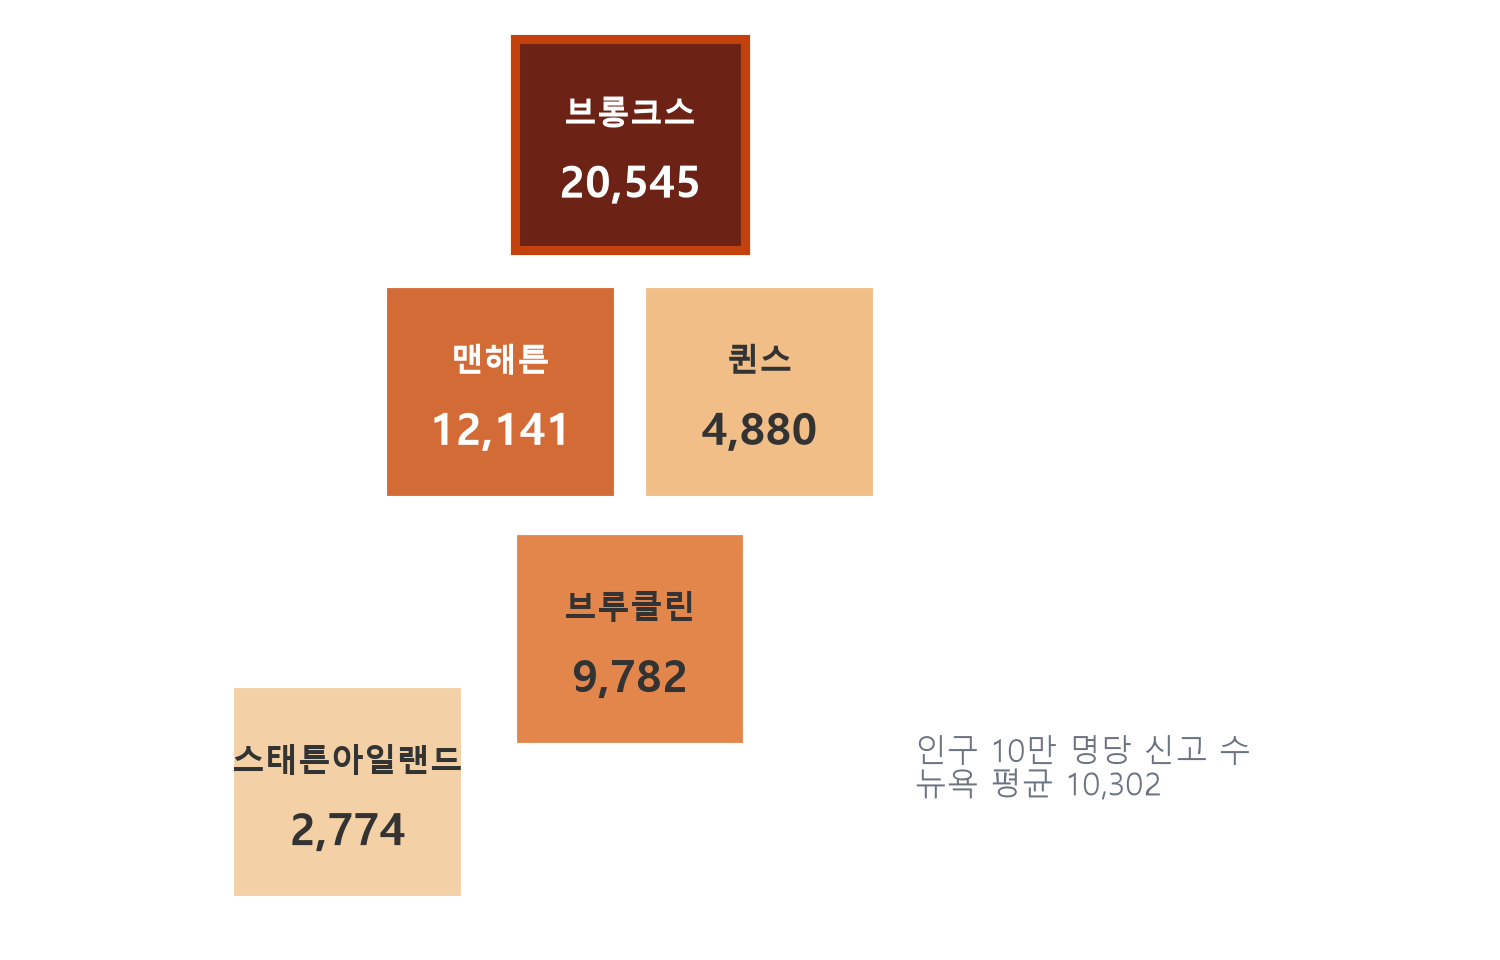 브롱크스
20,545
맨해튼
12,141
퀸스
4,880
브루클린
9,782
스태튼아일랜드
2,774
인구 10만 명당 신고 수
뉴욕 평균 10,302